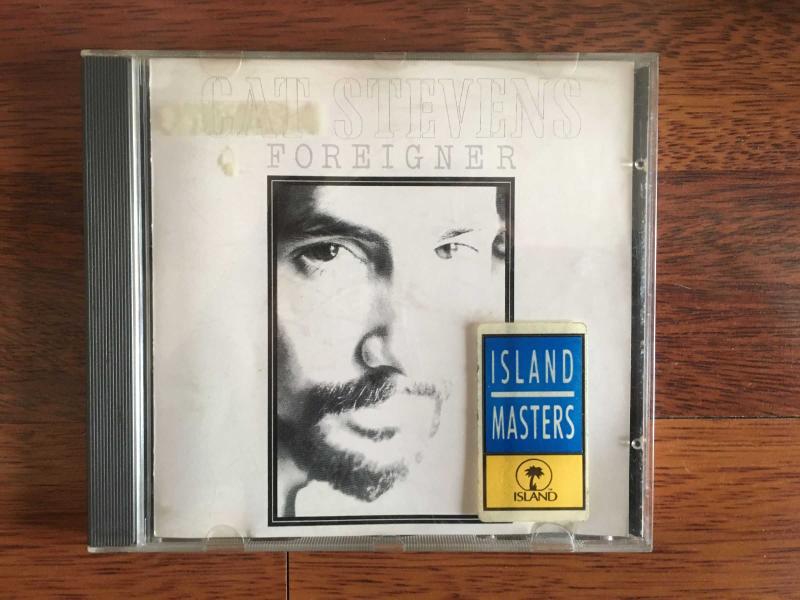 CAT STEVENS
FOREIGNER
ISLAND
MASTERS
ISLAND